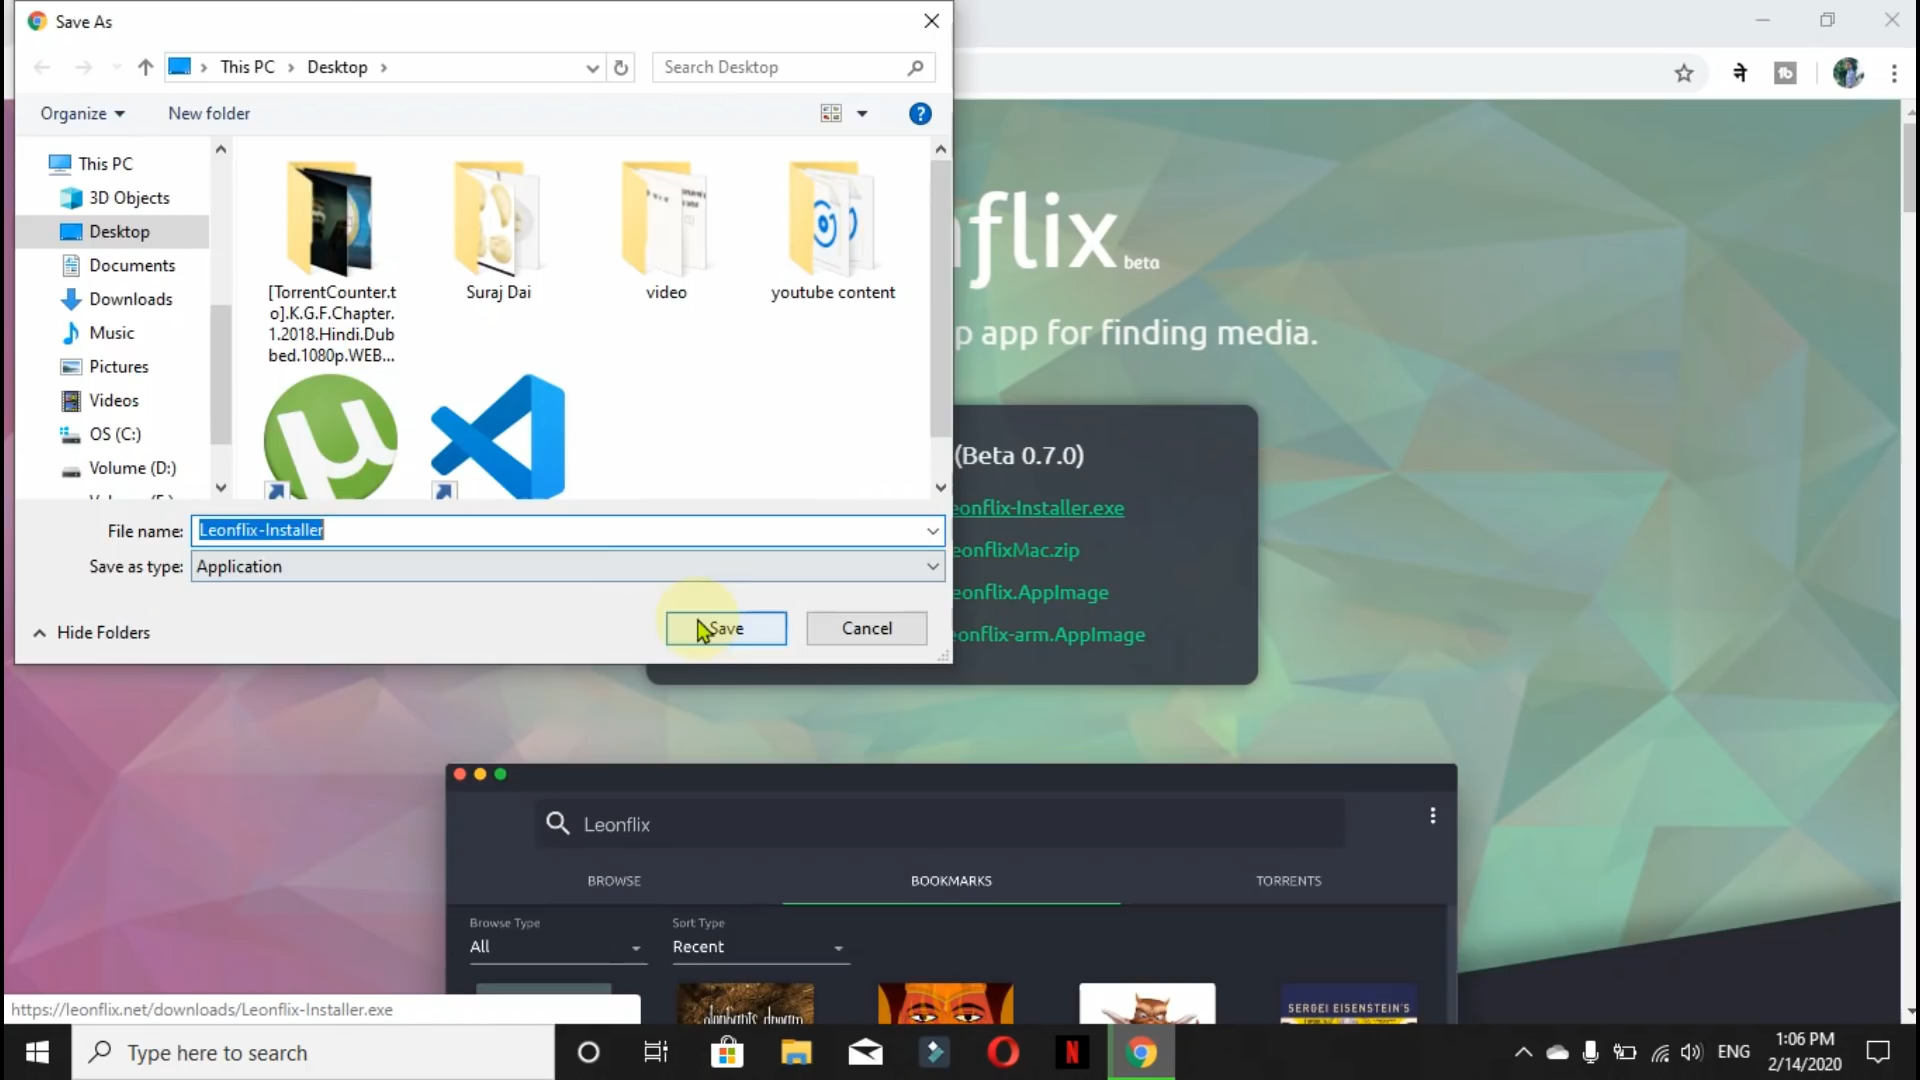 Save As
This PC
Desktop
Search Desktop
Organize
New folder
This PC
3D Objects
Desktop
Documents
Downloads
Music
Pictures
Videos
OS (C:)
Volume (D:)
[TorrentCounter.t
o].K.G.F.Chapter.
1.2018.Hindi.Dub
bed.1080p.WEB...
Suraj Dai
video
youtube content
File name: Leonflix-Installer
Save as type: Application
Hide Folders
Save
Cancel
flix beta
p app for finding media.
(Beta 0.7.0)
eonflix-Installer.exe
eonflixMac.zip
eonflix.AppImage
eonflix-arm.AppImage
Leonflix
BROWSE
BOOKMARKS
TORRENTS
Browse Type
All
Sort Type
Recent
elephants dream
SERGEI EISENSTEIN'S
https://leonflix.net/downloads/Leonflix-Installer.exe
Type here to search
ENG
1:06 PM
2/14/2020